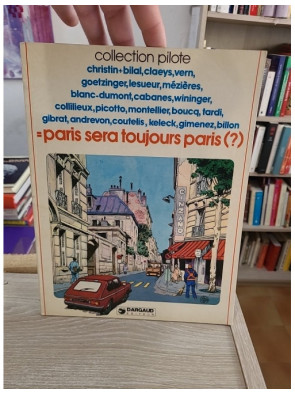 collection pilote
christin+bilal,claeys,vern,
goetzinger,lesueur,mézières,
blanc-dumont,cabanes,wininger,
collilieux,picotto,montellier,boucq,tardi,
gibrat,andrevon,coutelis,keleck,gimenez,billon
=paris sera toujours paris(?)
DARGAUD